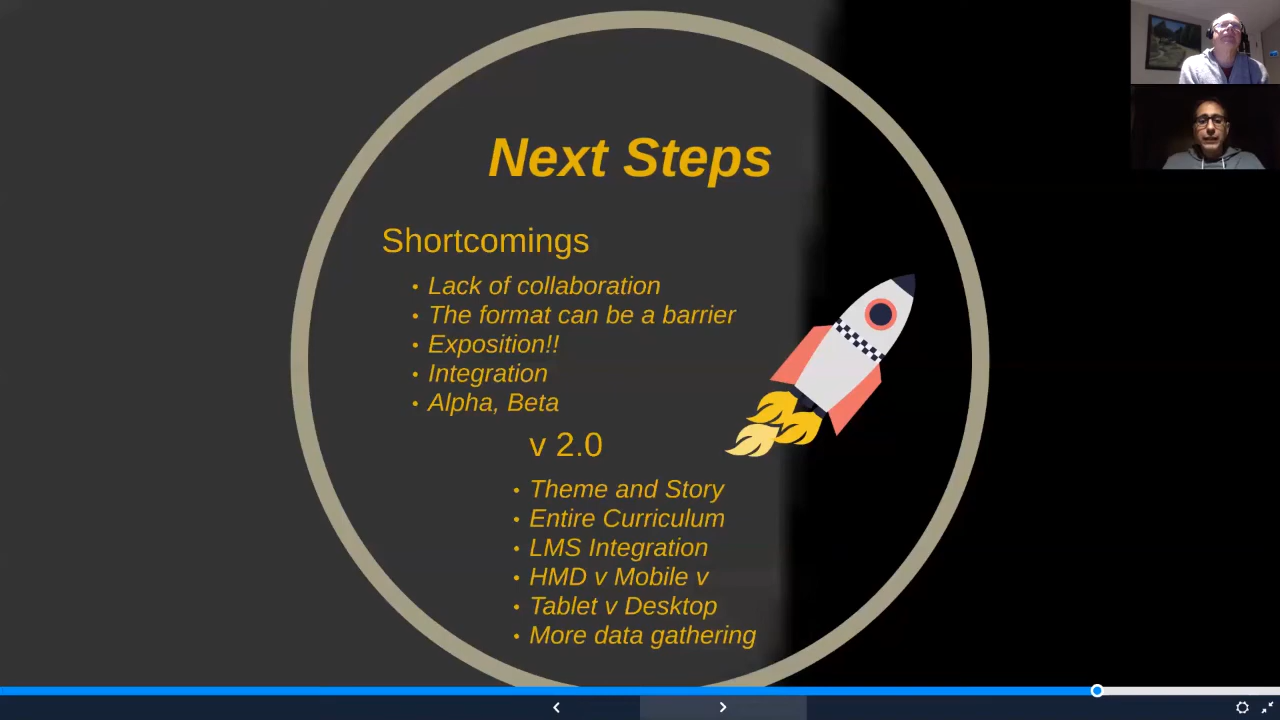 Next Steps
Shortcomings
• Lack of collaboration
• The format can be a barrier
• Exposition!!
• Integration
• Alpha, Beta
v 2.0
• Theme and Story
• Entire Curriculum
• LMS Integration
• HMD v Mobile v
• Tablet v Desktop
• More data gathering